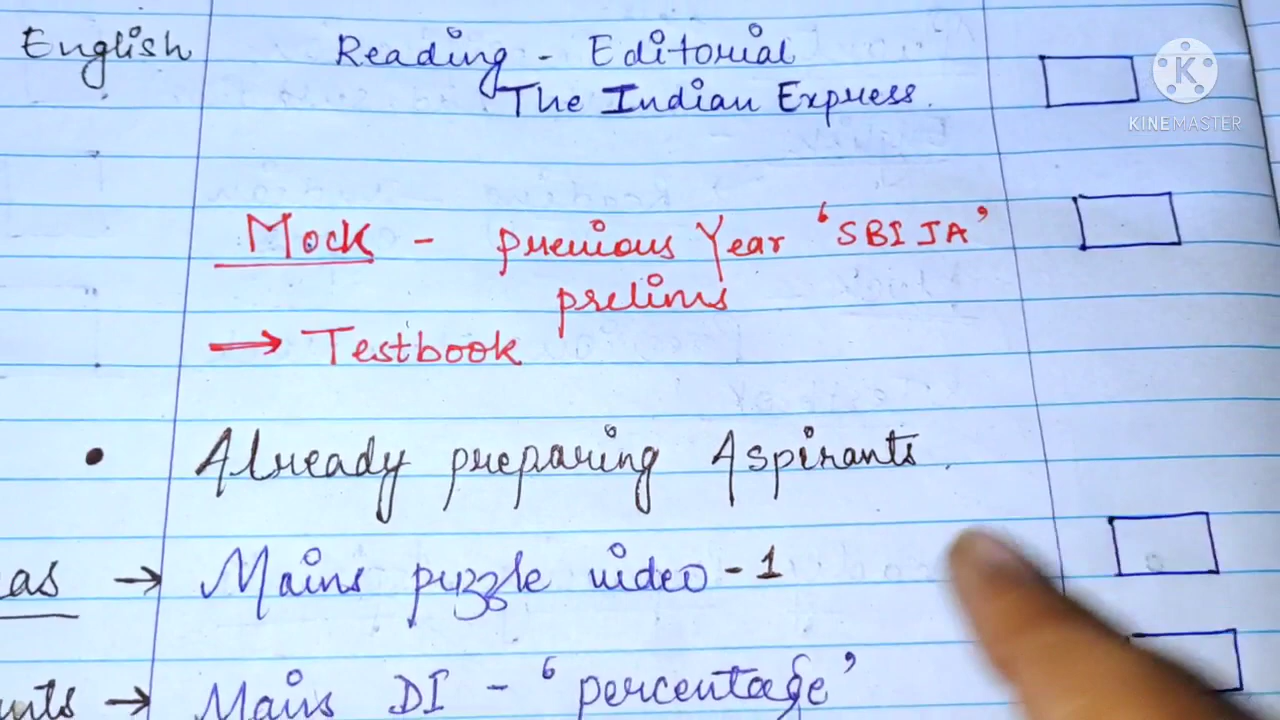 English Reading - Editorial
The Indian Express.
KINEMASTER
Mock - previous Year 'SBI JA'
prelims
→ Testbook
• Already preparing Aspirants.
→ Mains puzzle video - 1
→ Mains DI - 'percentage'